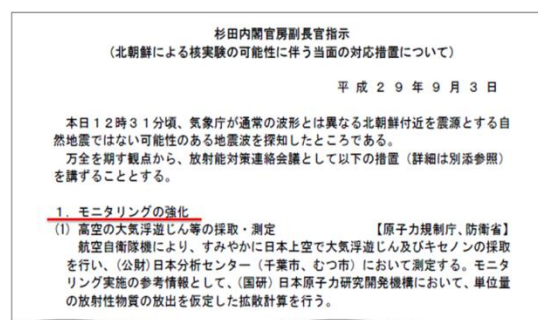 杉田内閣官房副長官指示
(北朝鮮による核実験の可能性に伴う当面の対応措置について)
平成29年9月3日
本日12時31分頃、気象庁が通常の波形とは異なる北朝鮮付近を震源とする自
然地震ではない可能性のある地震波を探知したところである。
万全を期す観点から、放射能対策連絡会議として以下の措置(詳細は別添参照)
を講ずることとする。
1.モニタリングの強化
(1) 高空の大気浮遊じん等の採取・測定 【原子力規制庁、防衛省】
航空自衛隊機により、すみやかに日本上空で大気浮遊じん及びキセノンの採取
を行い、(公財)日本分析センター(千葉市、むつ市)において測定する。モニタ
リング実施の参考情報として、(国研)日本原子力研究開発機構において、単位量
の放射性物質の放出を仮定した拡散計算を行う。